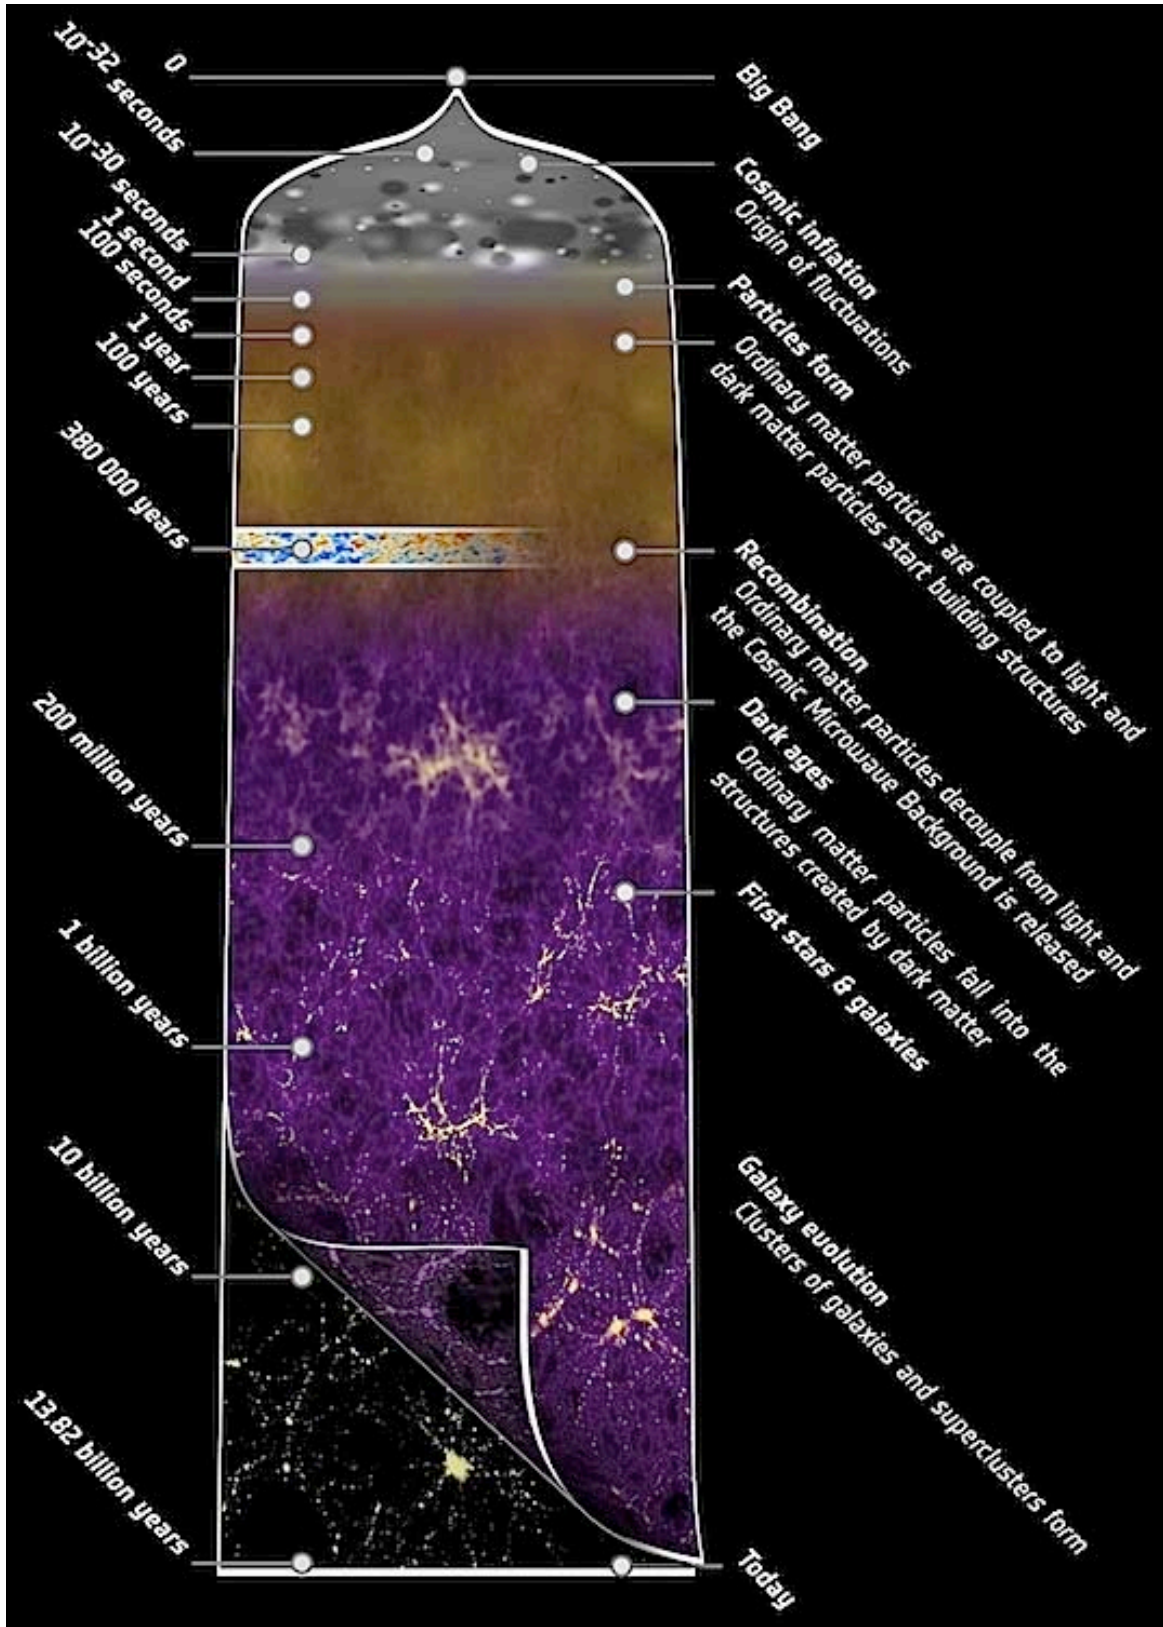 0
10-32 seconds
10-30 seconds
1 second
100 seconds
1 year
100 years
380 000 years
200 million years
1 billion years
10 billion years
13.82 billion years
Big Bang
Cosmic inflation
Origin of fluctuations
Particles form
Ordinary matter particles are coupled to light and
dark matter particles start building structures
Recombination
Ordinary matter particles decouple from light and
the Cosmic Microwave Background is released
Dark ages
Ordinary matter particles fall into the
structures created by dark matter
First stars & galaxies
Galaxy evolution
Clusters of galaxies and superclusters form
Today